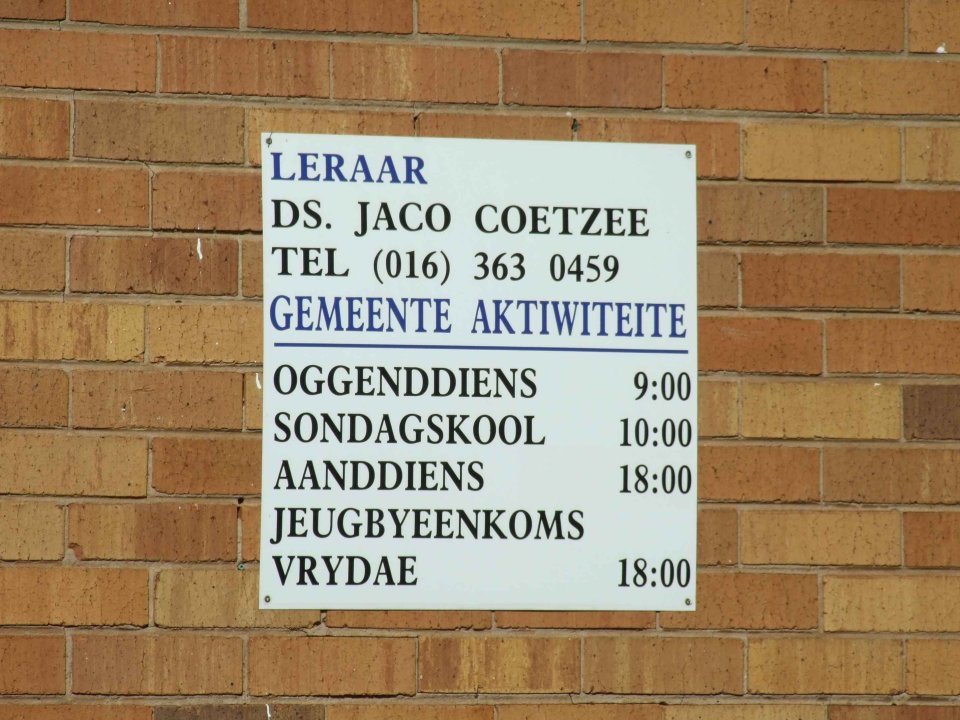 LERAAR
DS. JACO COETZEE
TEL (016) 363 0459
GEMEENTE AKTIWITEITE
OGGENDDIENS 9:00
SONDAGSKOOL 10:00
AANDDIENS 18:00
JEUGBYEENKOMS
VRYDAE 18:00